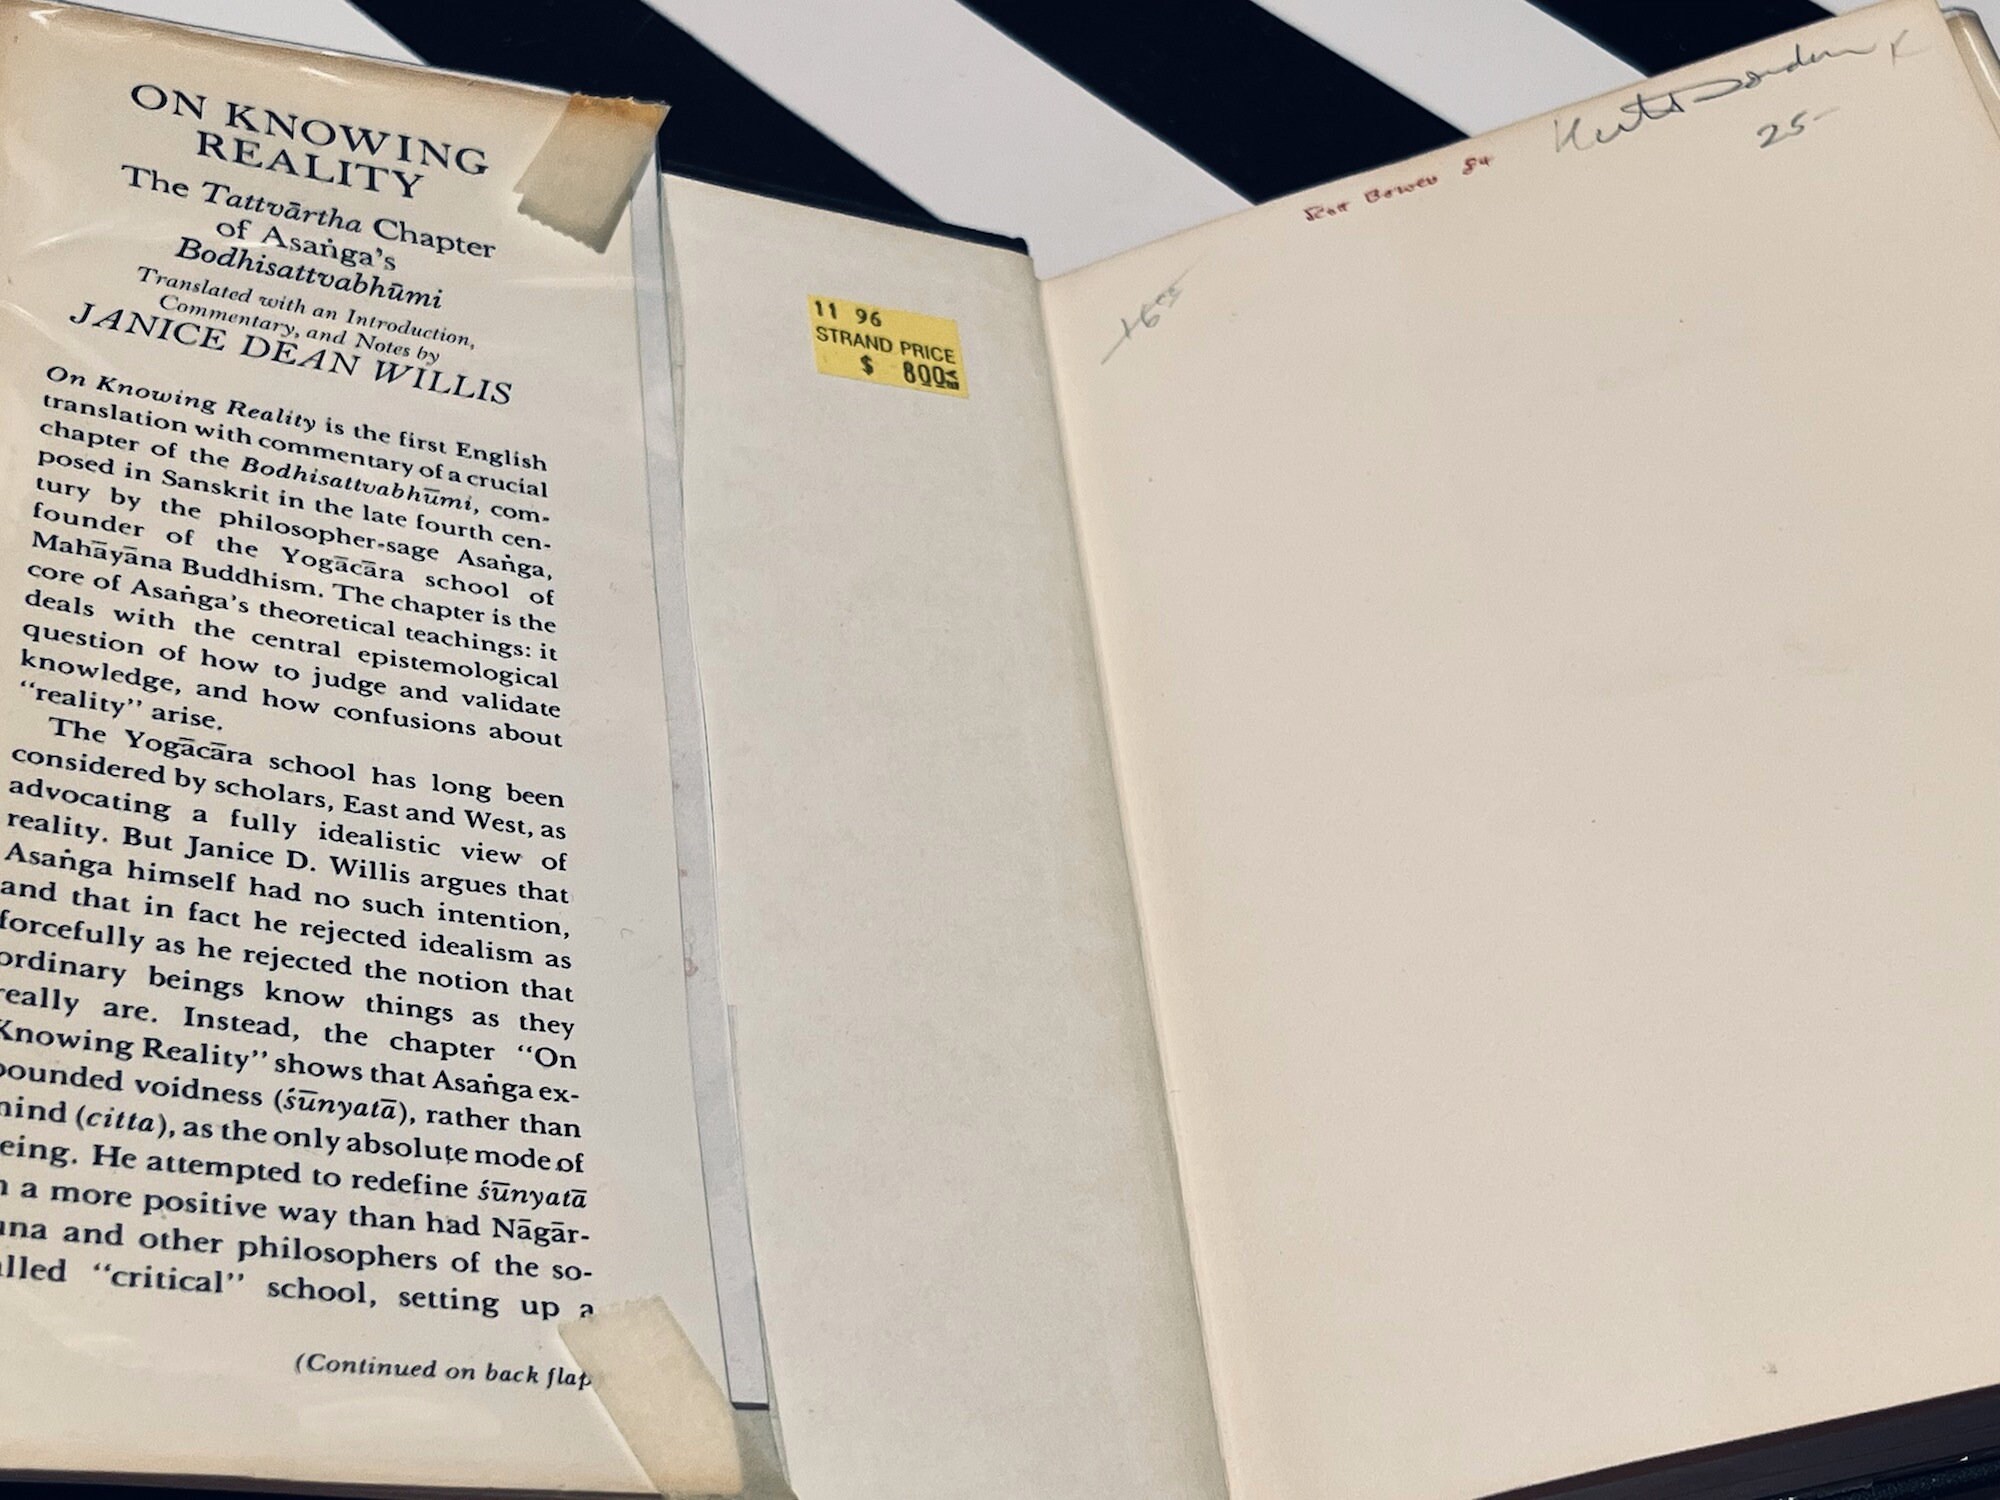 ON KNOWING
REALITY
The Tattvārtha Chapter
of Asaṅga's
Bodhisattvabhūmi
Translated with an Introduction,
Commentary, and Notes by
JANICE DEAN WILLIS
On Knowing Reality is the first English
translation with commentary of a crucial
chapter of the Bodhisattvabhūmi, com-
posed in Sanskrit in the late fourth cen-
tury by the philosopher-sage Asaṅga,
founder of the Yogācāra school of
Mahāyāna Buddhism. The chapter is the
core of Asaṅga's theoretical teachings: it
deals with the central epistemological
question of how to judge and validate
knowledge, and how confusions about
“reality” arise.
The Yogācāra school has long been
considered by scholars, East and West, as
advocating a fully idealistic view of
reality. But Janice D. Willis argues that
Asaṅga himself had no such intention,
and that in fact he rejected idealism as
forcefully as he rejected the notion that
ordinary beings know things as they
really are. Instead, the chapter “On
Knowing Reality” shows that Asaṅga ex-
pounded voidness (śūnyatā), rather than
mind (citta), as the only absolute mode of
eing. He attempted to redefine śūnyatā
a more positive way than had Nāgār-
una and other philosophers of the so-
alled “critical” school, setting up a
(Continued on back flap
11 96
STRAND PRICE
$ 800
Bowen 84
25-